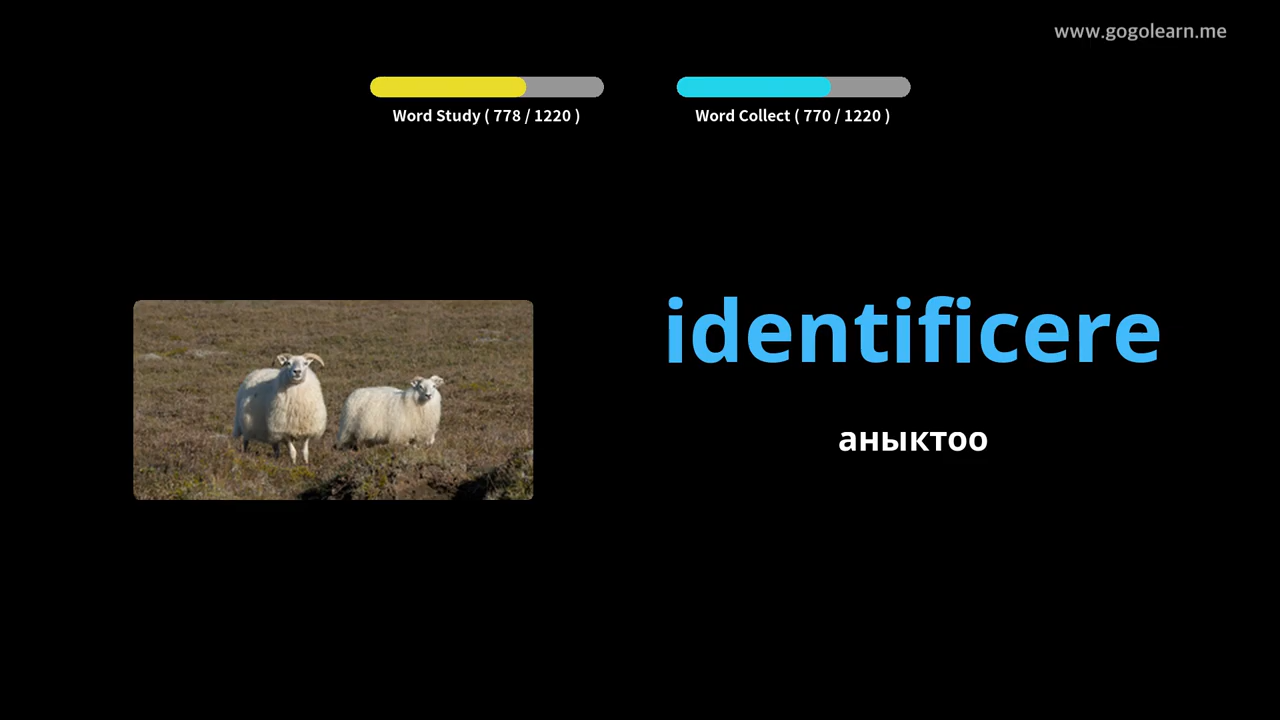 www.gogolearn.me
Word Study ( 778 / 1220 )
Word Collect ( 770 / 1220 )
identificere
аныктоо